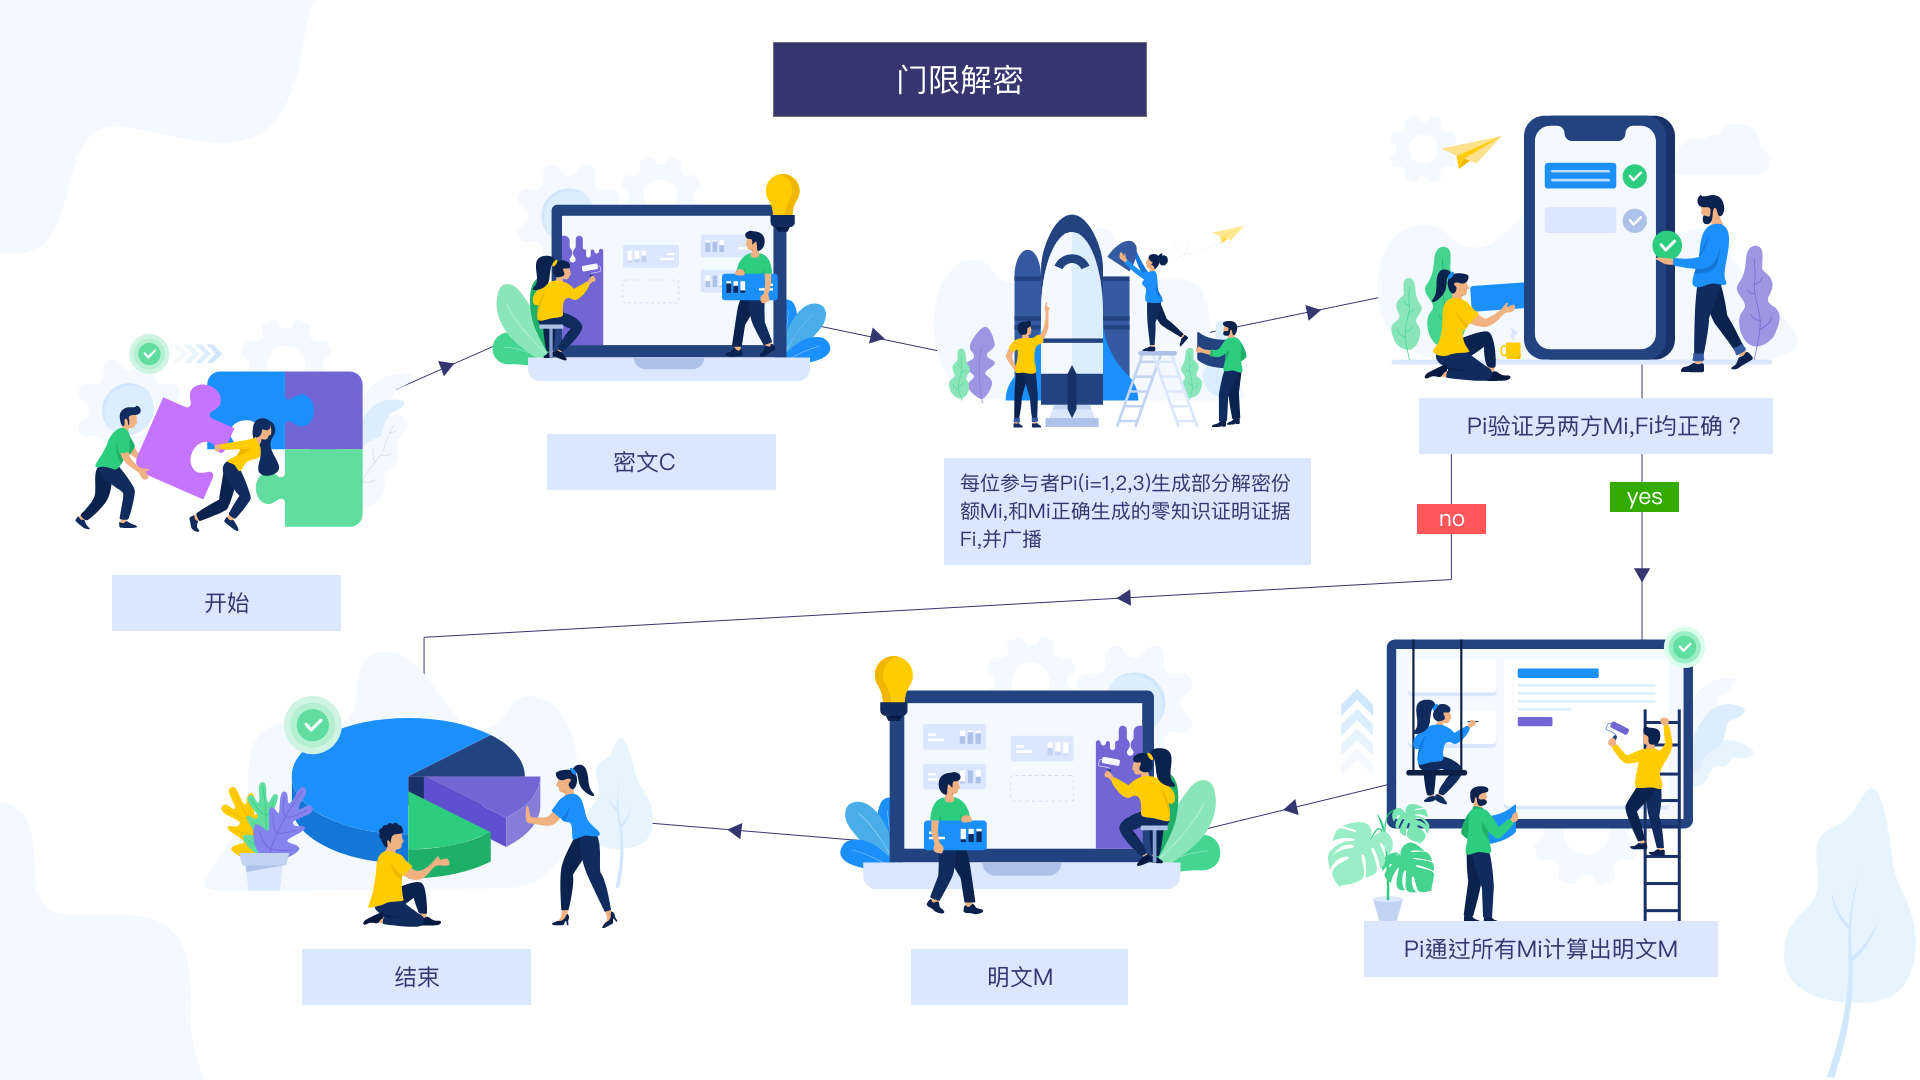 门限解密
开始
密文C
每位参与者Pi(i=1,2,3)生成部分解密份
额Mi,和Mi正确生成的零知识证明证据
Fi,并广播
Pi验证另两方Mi,Fi均正确？
no
yes
Pi通过所有Mi计算出明文M
明文M
结束